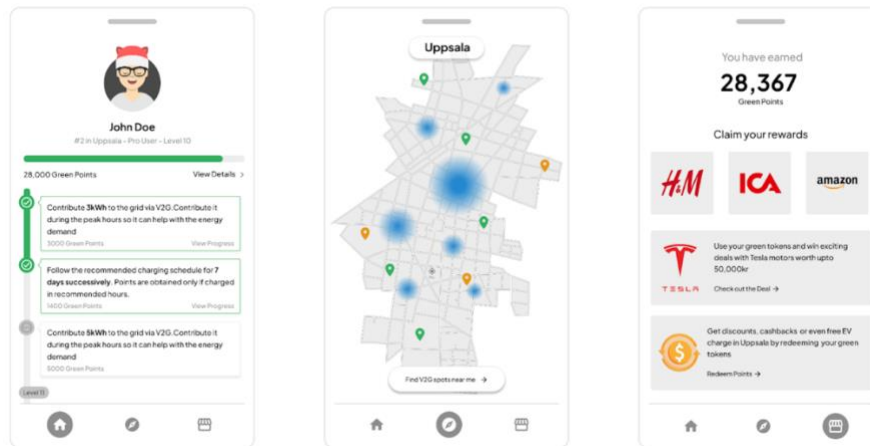 John Doe
#2 in Uppsala - Pro User - Level 10
28,000 Green Points
View Details >
Contribute 3kWh to the grid via V2G. Contribute it
during the peak hours so it can help with the energy
demand
3000 Green Points
View Progress
Follow the recommended charging schedule for 7
days successively. Points are obtained only if charged
in recommended hours.
1400 Green Points
View Progress
Contribute 5kWh to the grid via V2G. Contribute it
during the peak hours so it can help with the energy
demand
5000 Green Points
Level 11
Uppsala
Find V2G spots near me →
You have earned
28,367
Green Points
Claim your rewards
H&M
ICA
amazon
TESLA
Use your green tokens and win exciting
deals with Tesla motors worth upto
50,000kr
Check out the Deal →
Get discounts, cashbacks or even free EV
charge in Uppsala by redeeming your green
tokens
Redeem Points →